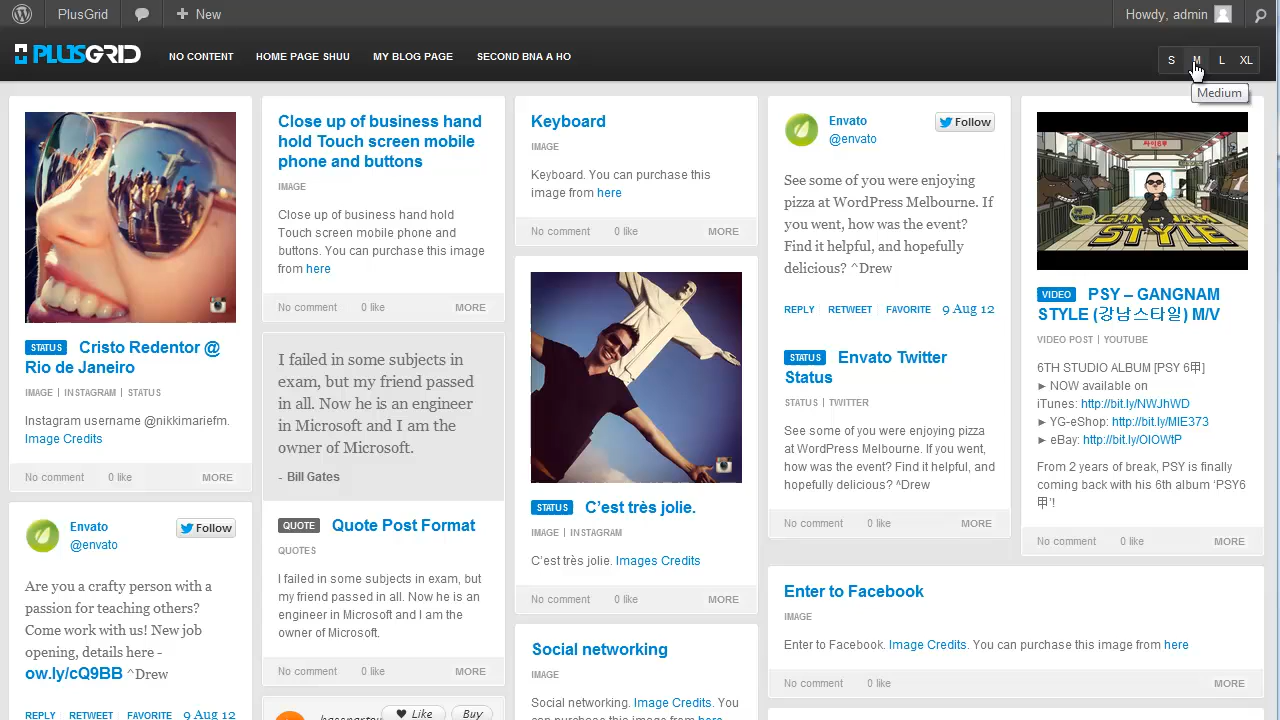 PlusGrid
New
Howdy, admin
PLUSGRID
NO CONTENT
HOME PAGE SHUU
MY BLOG PAGE
SECOND BNA A HO
S M L XL
Medium
STATUS Cristo Redentor @
Rio de Janeiro
IMAGE | INSTAGRAM | STATUS
Instagram username @nikkimariefm.
Image Credits
No comment 0 like MORE
Envato
@envato
Follow
Are you a crafty person with a
passion for teaching others?
Come work with us! New job
opening, details here -
ow.ly/cQ9BB ^Drew
REPLY RETWEET FAVORITE 9 Aug 12
Close up of business hand
hold Touch screen mobile
phone and buttons
IMAGE
Close up of business hand hold
Touch screen mobile phone and
buttons. You can purchase this image
from here
No comment 0 like MORE
I failed in some subjects in
exam, but my friend passed
in all. Now he is an engineer
in Microsoft and I am the
owner of Microsoft.
- Bill Gates
QUOTE Quote Post Format
QUOTES
I failed in some subjects in exam, but
my friend passed in all. Now he is an
engineer in Microsoft and I am the
owner of Microsoft.
No comment 0 like MORE
Like Buy
Keyboard
IMAGE
Keyboard. You can purchase this
image from here
No comment 0 like MORE
STATUS C'est très jolie.
IMAGE | INSTAGRAM
C'est très jolie. Images Credits
No comment 0 like MORE
Social networking
IMAGE
Social networking. Image Credits. You
can purchase this image from here
Envato
@envato
Follow
See some of you were enjoying
pizza at WordPress Melbourne. If
you went, how was the event?
Find it helpful, and hopefully
delicious? ^Drew
REPLY RETWEET FAVORITE 9 Aug 12
STATUS Envato Twitter
Status
STATUS | TWITTER
See some of you were enjoying pizza
at WordPress Melbourne. If you went,
how was the event? Find it helpful, and
hopefully delicious? ^Drew
No comment 0 like MORE
GANGNAM
STYLE
VIDEO PSY – GANGNAM
STYLE (강남스타일) M/V
VIDEO POST | YOUTUBE
6TH STUDIO ALBUM [PSY 6甲]
► NOW available on
iTunes: http://bit.ly/NWJhWD
► YG-eShop: http://bit.ly/MIE373
► eBay: http://bit.ly/OIOWtP
From 2 years of break, PSY is finally
coming back with his 6th album 'PSY6
甲'!
No comment 0 like MORE
Enter to Facebook
IMAGE
Enter to Facebook. Image Credits. You can purchase this image from here
No comment 0 like MORE